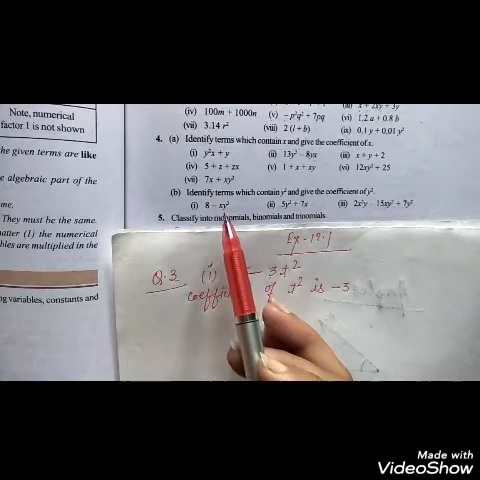 Note, numerical
factor 1 is not shown
the given terms are like
e algebraic part of the
me.
They must be the same.
matter (1) the numerical
bles are multiplied in the
ng variables, constants and
(iv) 100m + 1000n (v) – p²q² + 7pq (vi) 1.2 a + 0.8 b
(vii) 3.14 r² (viii) 2 (l + b) (ix) 0.1 y + 0.01 y²
4. (a) Identify terms which contain x and give the coefficient of x.
(i) y²x + y (ii) 13y² – 8yx (iii) x + y + 2
(iv) 5 + z + zx (v) 1 + x + xy (vi) 12xy² + 25
(vii) 7x + xy²
(b) Identify terms which contain y² and give the coefficient of y².
(i) 8 – xy² (ii) 5y² + 7x (iii) 2x²y – 15xy² + 7y²
5. Classify into monomials, binomials and trinomials.
Ex-12.1
Q.3 (i) – 3t²
of t² is -3
Made with
VideoShow